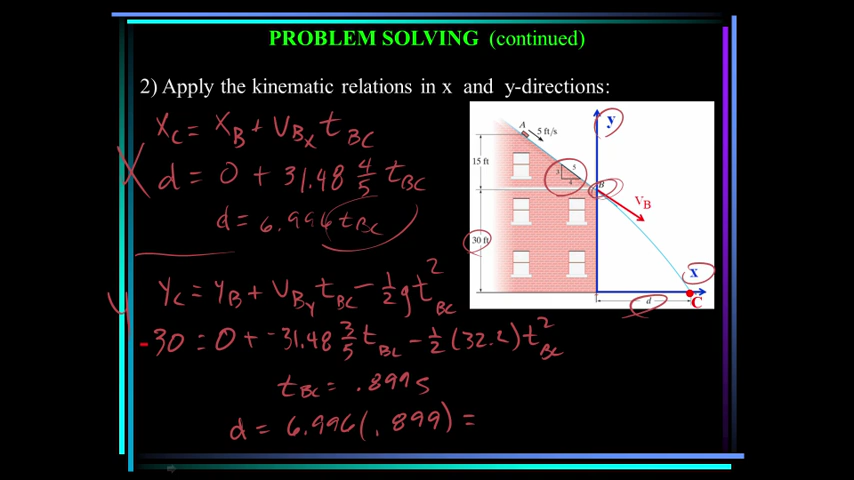 PROBLEM SOLVING (continued)
2) Apply the kinematic relations in x and y-directions:
X
x_C = x_B + v_Bx t_BC
d = 0 + 31.48 4/5 t_BC
d = 6.996 t_BC
y
y_C = y_B + v_By t_BC - 1/2 g t_BC^2
-30 = 0 + -31.48 3/5 t_BC - 1/2 (32.2) t_BC^2
t_BC = .899 s
d = 6.996 (.899) =
A
5 ft/s
y
15 ft
3
5
4
B
v_B
30 ft
x
d
C